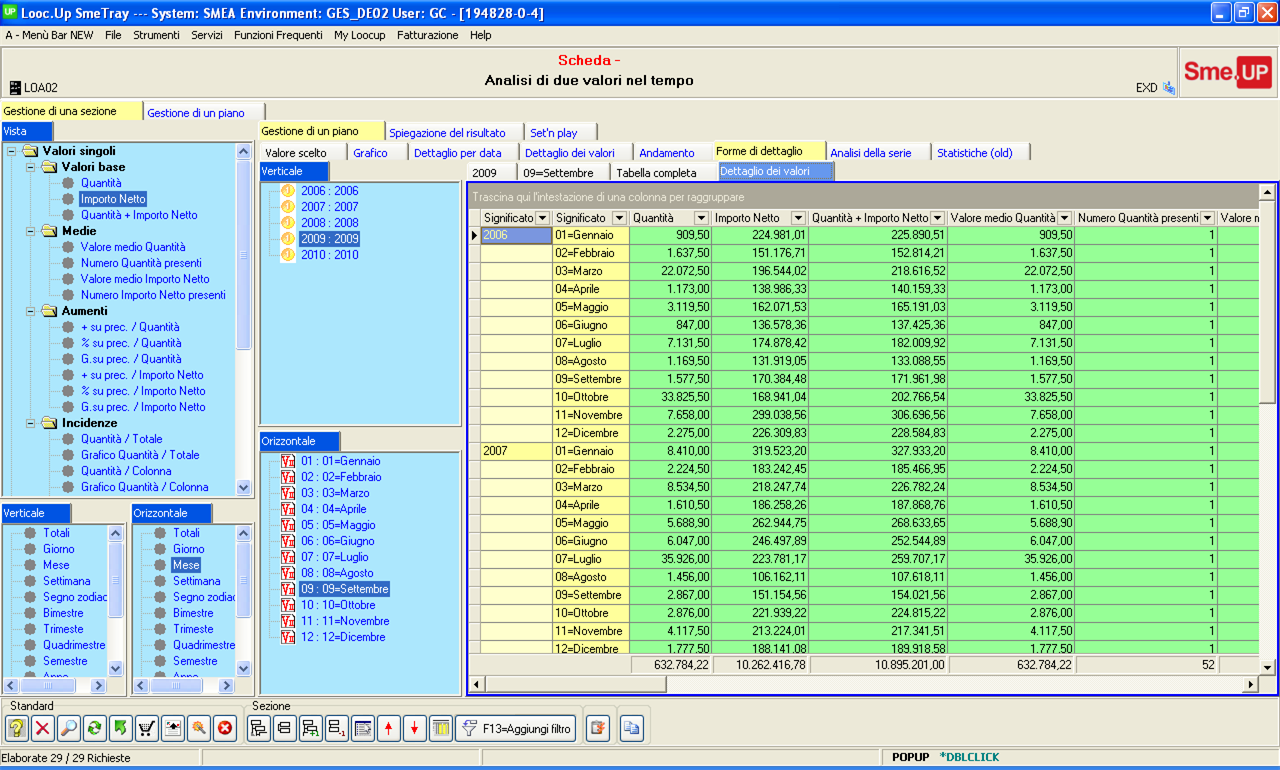 UP Looc.Up SmeTray --- System: SMEA Environment: GES_DE02 User: GC - [194828-0-4]
A - Menù Bar NEW File Strumenti Servizi Funzioni Frequenti My Loocup Fatturazione Help
Scheda -
Analisi di due valori nel tempo
LOA02
EXD
Sme.UP
Gestione di una sezione Gestione di un piano
Vista
Valori singoli
Valori base
Quantità
Importo Netto
Quantità + Importo Netto
Medie
Valore medio Quantità
Numero Quantità presenti
Valore medio Importo Netto
Numero Importo Netto presenti
Aumenti
+ su prec. / Quantità
% su prec. / Quantità
G.su prec. / Quantità
+ su prec. / Importo Netto
% su prec. / Importo Netto
G.su prec. / Importo Netto
Incidenze
Quantità / Totale
Grafico Quantità / Totale
Quantità / Colonna
Grafico Quantità / Colonna
Verticale
Totali
Giorno
Mese
Settimana
Segno zodiac
Bimestre
Trimestre
Quadrimestre
Semestre
Anno
Orizzontale
Totali
Giorno
Mese
Settimana
Segno zodiac
Bimestre
Trimestre
Quadrimestre
Semestre
Anno
Gestione di un piano Spiegazione del risultato Set'n play
Valore scelto Grafico Dettaglio per data Dettaglio dei valori Andamento Forme di dettaglio Analisi della serie Statistiche (old)
Verticale
2006 : 2006
2007 : 2007
2008 : 2008
2009 : 2009
2010 : 2010
Orizzontale
01 : 01=Gennaio
02 : 02=Febbraio
03 : 03=Marzo
04 : 04=Aprile
05 : 05=Maggio
06 : 06=Giugno
07 : 07=Luglio
08 : 08=Agosto
09 : 09=Settembre
10 : 10=Ottobre
11 : 11=Novembre
12 : 12=Dicembre
2009 09=Settembre Tabella completa Dettaglio dei valori
Trascina qui l'intestazione di una colonna per raggruppare
Significato Significato Quantità Importo Netto Quantità + Importo Netto Valore medio Quantità Numero Quantità presenti Valore n
2006 01=Gennaio 909,50 224.981,01 225.890,51 909,50 1
02=Febbraio 1.637,50 151.176,71 152.814,21 1.637,50 1
03=Marzo 22.072,50 196.544,02 218.616,52 22.072,50 1
04=Aprile 1.173,00 138.986,33 140.159,33 1.173,00 1
05=Maggio 3.119,50 162.071,53 165.191,03 3.119,50 1
06=Giugno 847,00 136.578,36 137.425,36 847,00 1
07=Luglio 7.131,50 174.878,42 182.009,92 7.131,50 1
08=Agosto 1.169,50 131.919,05 133.088,55 1.169,50 1
09=Settembre 1.577,50 170.384,48 171.961,98 1.577,50 1
10=Ottobre 33.825,50 168.941,04 202.766,54 33.825,50 1
11=Novembre 7.658,00 299.038,56 306.696,56 7.658,00 1
12=Dicembre 2.275,00 226.309,83 228.584,83 2.275,00 1
2007 01=Gennaio 8.410,00 319.523,20 327.933,20 8.410,00 1
02=Febbraio 2.224,50 183.242,45 185.466,95 2.224,50 1
03=Marzo 8.534,50 218.247,74 226.782,24 8.534,50 1
04=Aprile 1.610,50 186.258,26 187.868,76 1.610,50 1
05=Maggio 5.688,90 262.944,75 268.633,65 5.688,90 1
06=Giugno 6.047,00 246.497,89 252.544,89 6.047,00 1
07=Luglio 35.926,00 223.781,17 259.707,17 35.926,00 1
08=Agosto 1.456,00 106.162,11 107.618,11 1.456,00 1
09=Settembre 2.867,00 151.154,56 154.021,56 2.867,00 1
10=Ottobre 2.876,00 221.939,22 224.815,22 2.876,00 1
11=Novembre 4.117,50 213.224,01 217.341,51 4.117,50 1
12=Dicembre 1.777,50 188.141,08 189.918,58 1.777,50 1
632.784,22 10.262.416,78 10.895.201,00 632.784,22 52
Standard
Sezione
F13=Aggiungi filtro
Elaborate 29 / 29 Richieste
POPUP *DBLCLICK